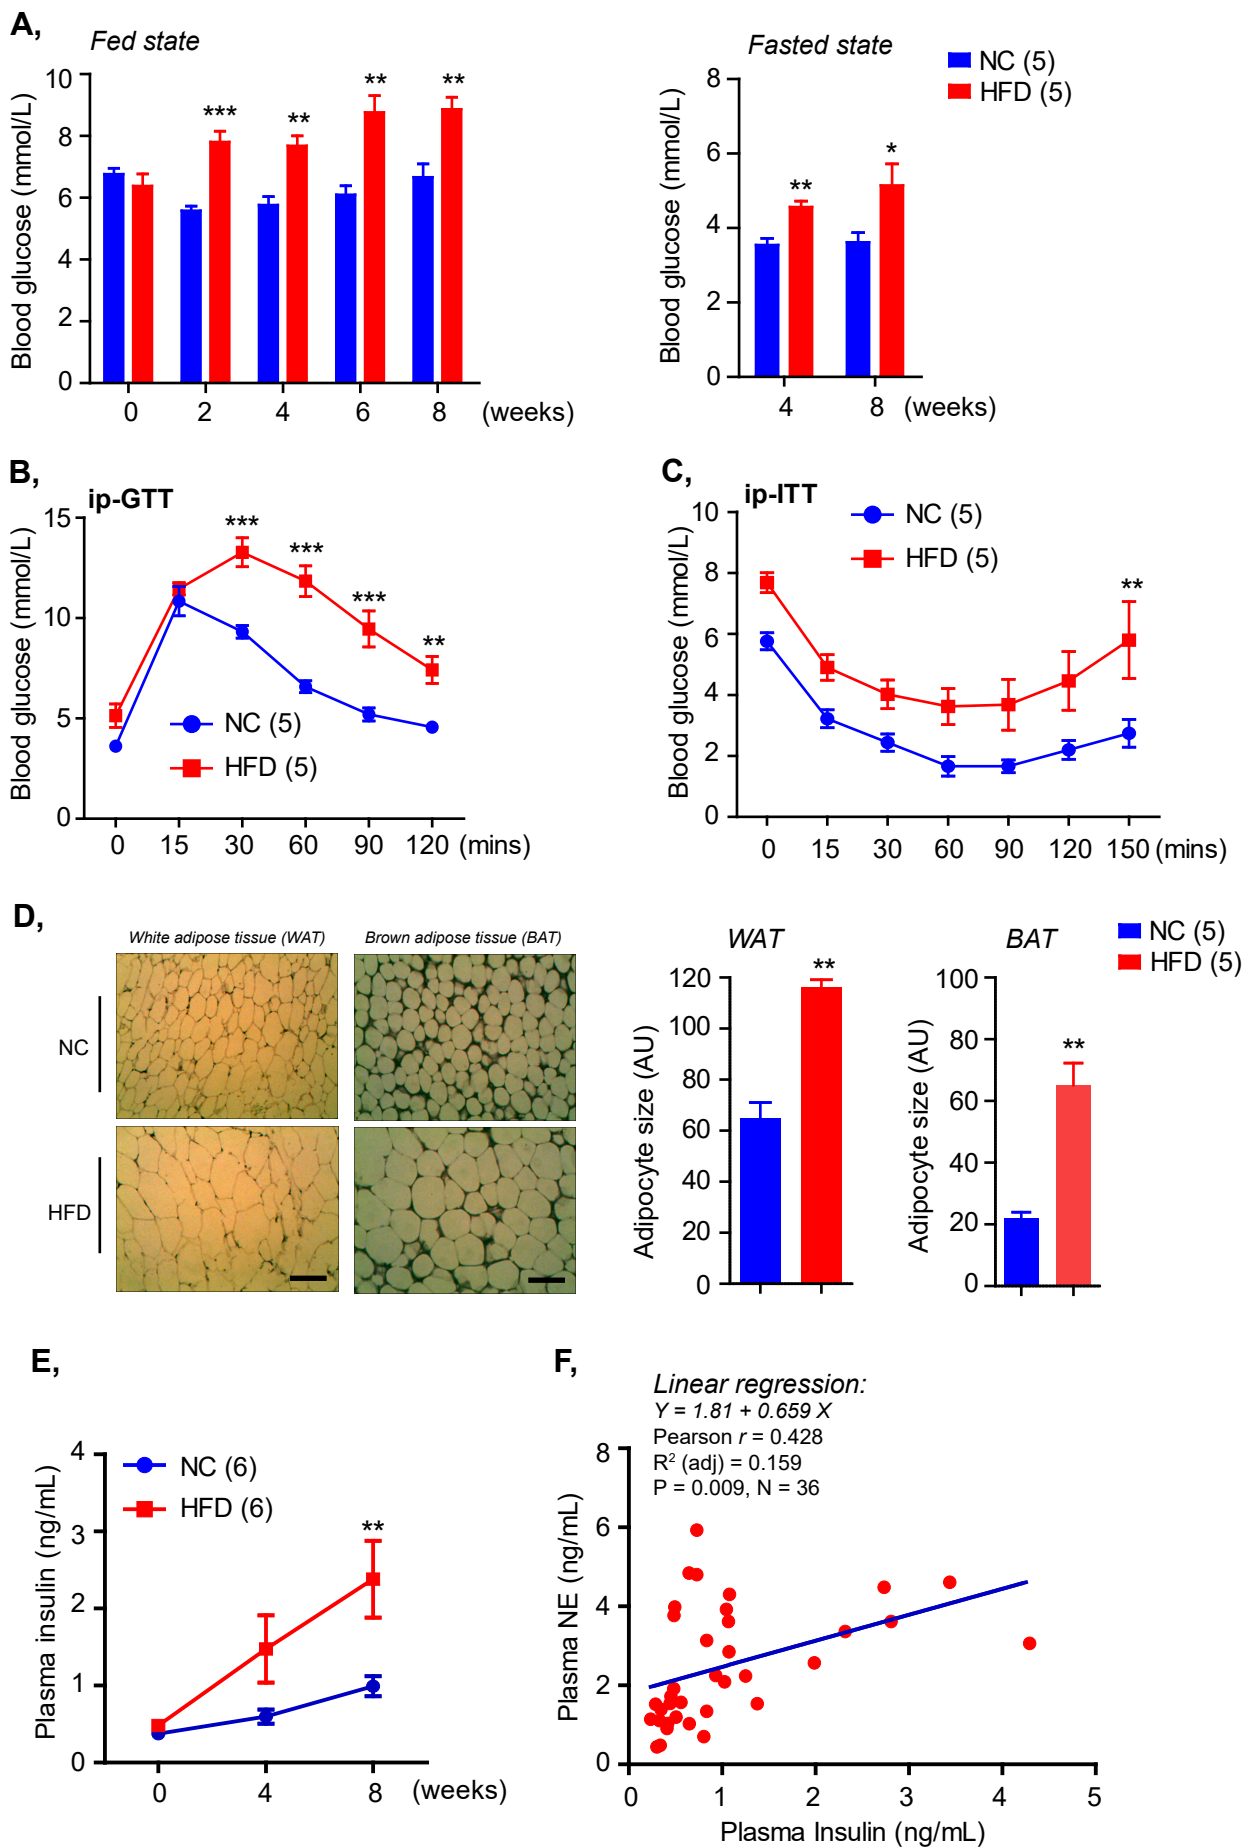 A,
Fed state
Blood glucose (mmol/L)
10
8
6
4
2
0
***
**
**
**
0 2 4 6 8 (weeks)
Fasted state
NC (5)
HFD (5)
Blood glucose (mmol/L)
8
6
4
2
0
**
*
4 8 (weeks)
B,
ip-GTT
Blood glucose (mmol/L)
15
10
5
0
***
***
***
**
NC (5)
HFD (5)
0 15 30 60 90 120 (mins)
C,
ip-ITT
Blood glucose (mmol/L)
10
8
6
4
2
0
NC (5)
HFD (5)
**
0 15 30 60 90 120 150 (mins)
D,
White adipose tissue (WAT)
Brown adipose tissue (BAT)
NC
HFD
WAT
Adipocyte size (AU)
120
100
80
60
40
20
0
**
BAT
Adipocyte size (AU)
100
80
60
40
20
0
**
NC (5)
HFD (5)
E,
Plasma insulin (ng/mL)
4
3
2
1
0
NC (6)
HFD (6)
**
0 4 8 (weeks)
F,
Linear regression:
Y = 1.81 + 0.659 X
Pearson r = 0.428
R² (adj) = 0.159
P = 0.009, N = 36
Plasma NE (ng/mL)
8
6
4
2
0
0 1 2 3 4 5
Plasma Insulin (ng/mL)